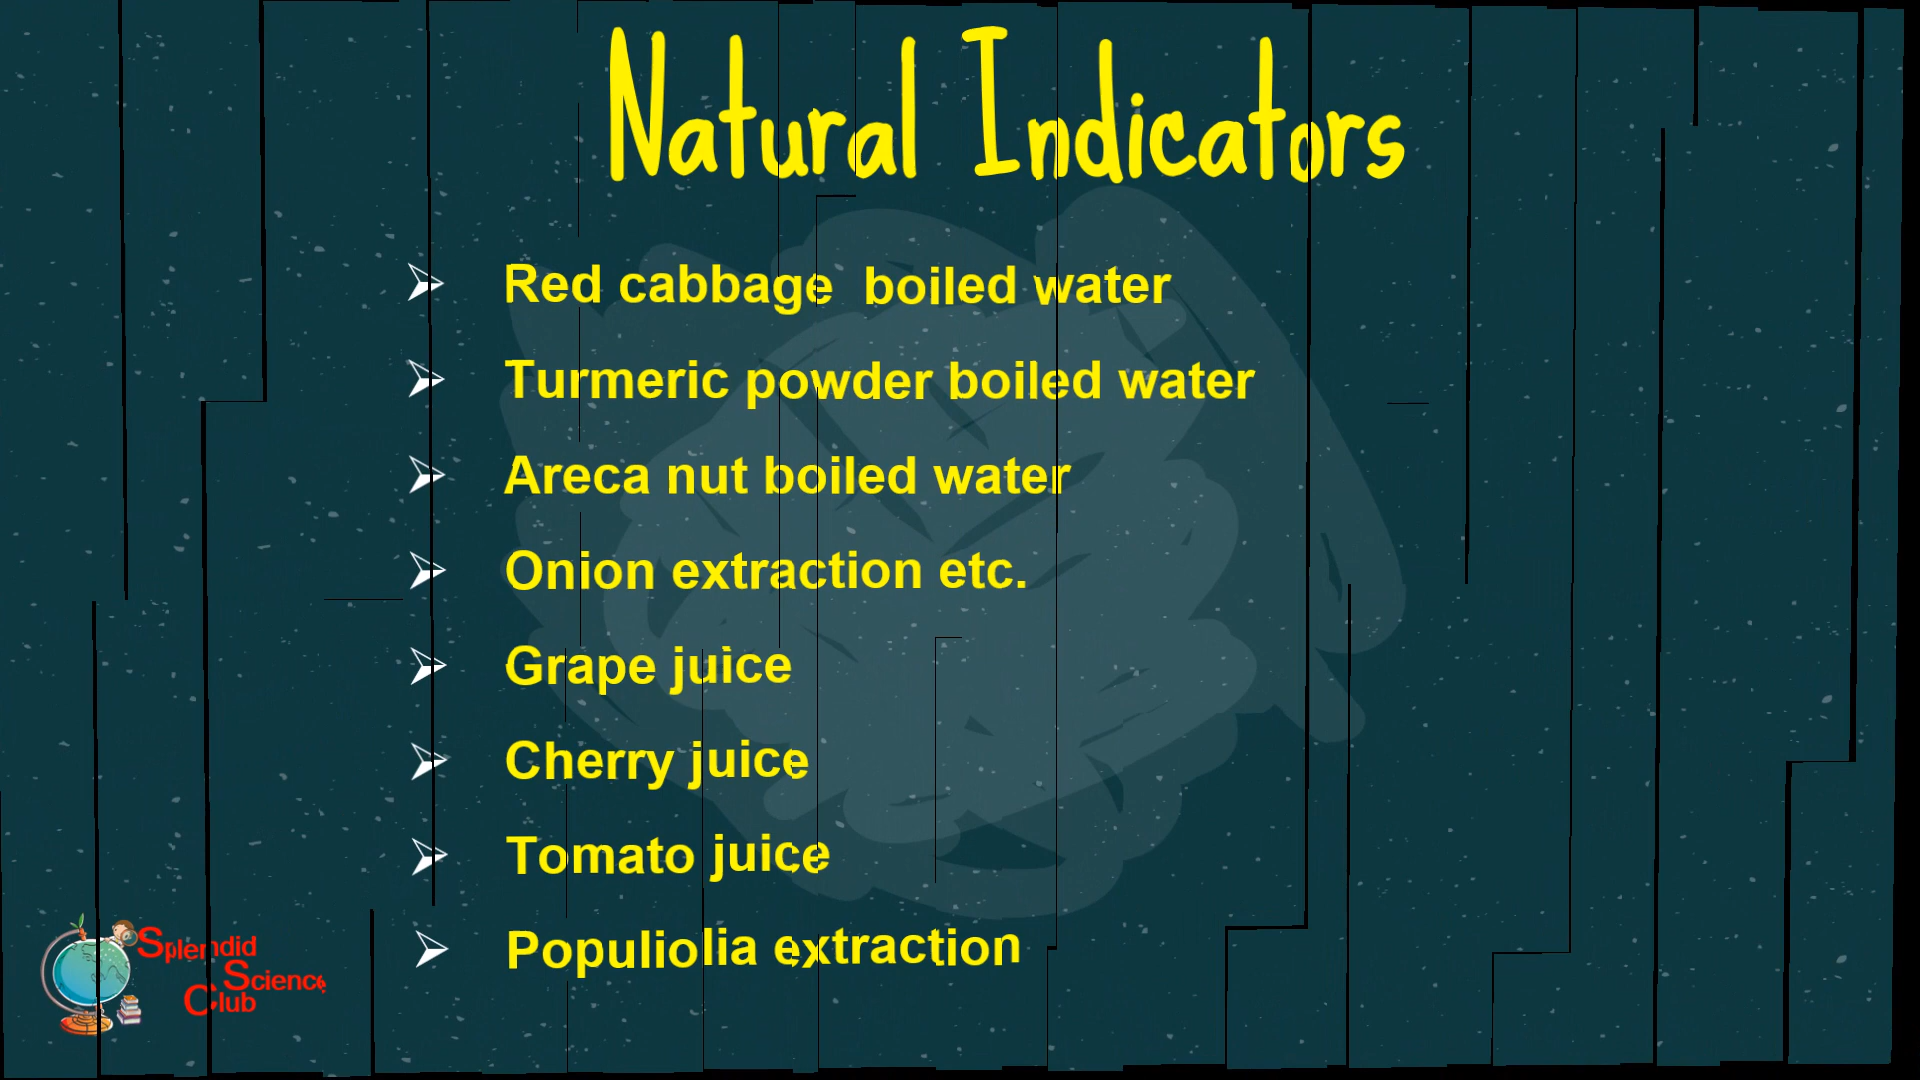 Natural Indicators
Red cabbage boiled water
Turmeric powder boiled water
Areca nut boiled water
Onion extraction etc.
Grape juice
Cherry juice
Tomato juice
Populiolia extraction
Splendid
Science
Club